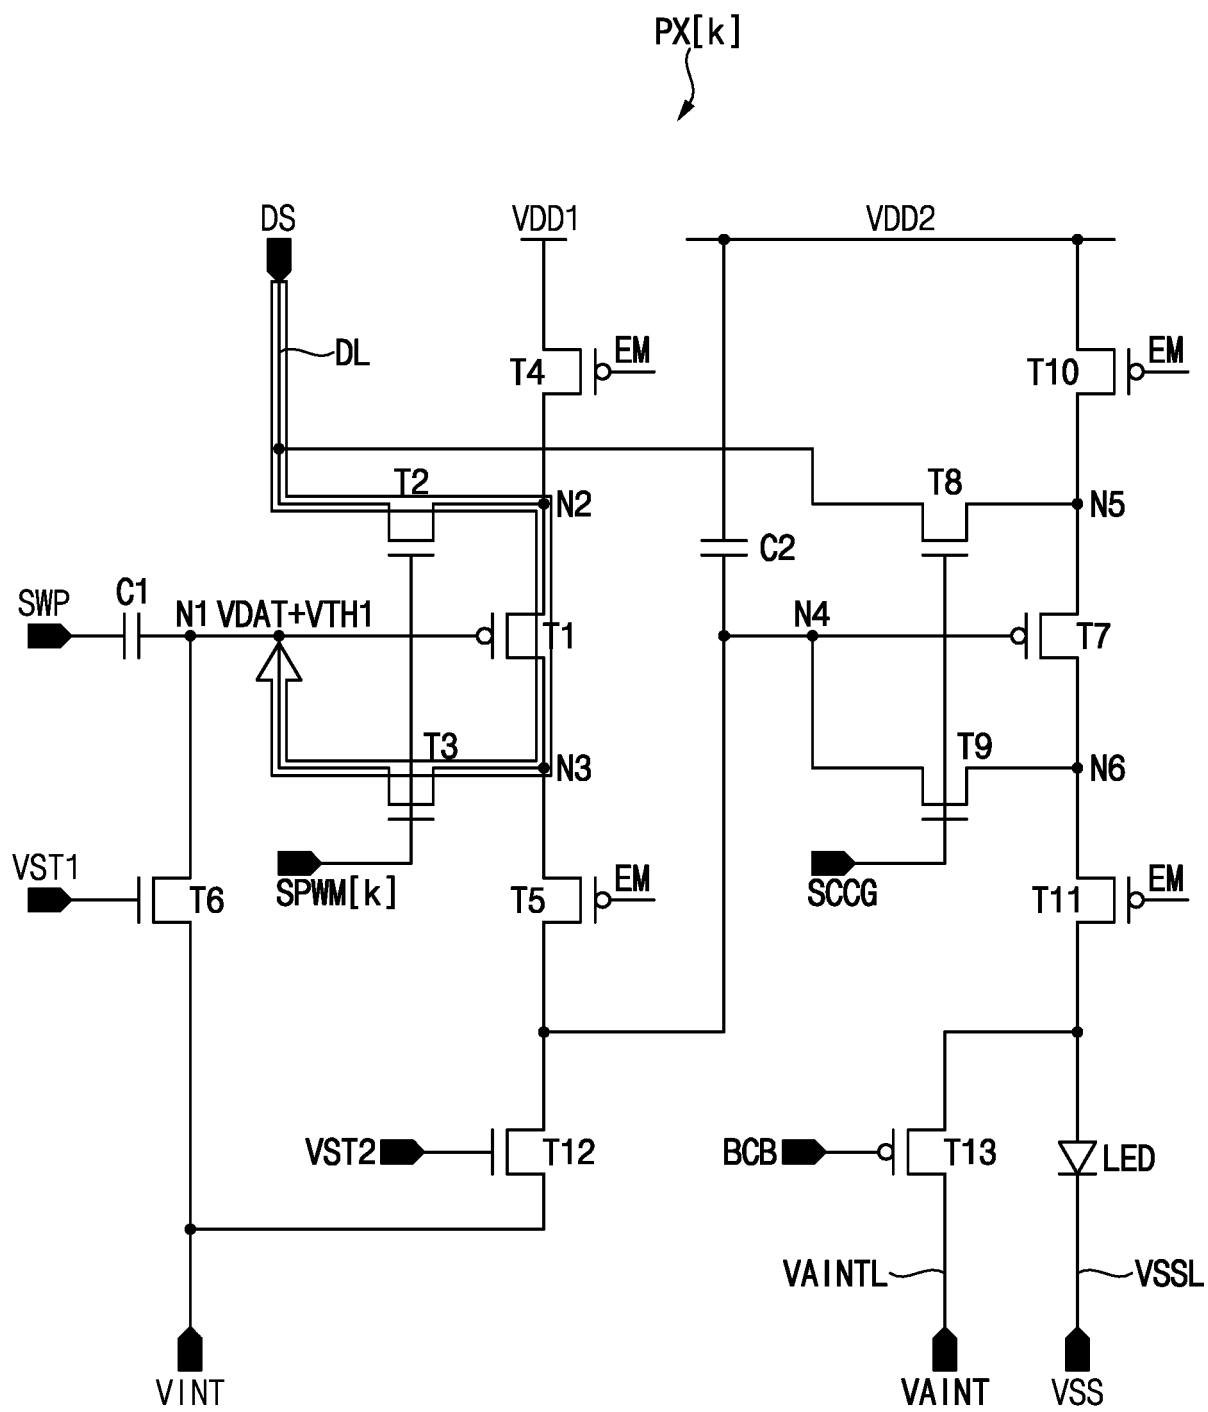 PX[k]
DS
VDD1
VDD2
DL
T4
EM
T10
EM
T2
N2
T8
N5
C2
SWP
C1
N1
VDAT+VTH1
T1
N4
T7
T3
N3
T9
N6
VST1
T6
SPWM[k]
T5
EM
SCCG
T11
EM
VST2
T12
BCB
T13
LED
VAINTL
VSSL
VINT
VAINT
VSS